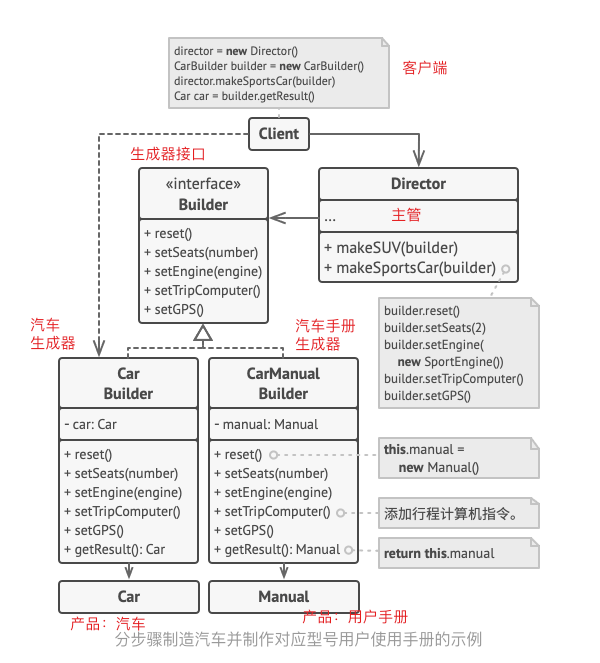 director = new Director()
CarBuilder builder = new CarBuilder()
director.makeSportsCar(builder)
Car car = builder.getResult()
客户端
Client
生成器接口
«interface»
Builder
+ reset()
+ setSeats(number)
+ setEngine(engine)
+ setTripComputer()
+ setGPS()
Director
...
主管
+ makeSUV(builder)
+ makeSportsCar(builder)
builder.reset()
builder.setSeats(2)
builder.setEngine(
new SportEngine())
builder.setTripComputer()
builder.setGPS()
汽车
生成器
汽车手册
生成器
Car
Builder
- car: Car
+ reset()
+ setSeats(number)
+ setEngine(engine)
+ setTripComputer()
+ setGPS()
+ getResult(): Car
CarManual
Builder
- manual: Manual
+ reset()
+ setSeats(number)
+ setEngine(engine)
+ setTripComputer()
+ setGPS()
+ getResult(): Manual
this.manual =
new Manual()
添加行程计算机指令。
return this.manual
Car
Manual
产品：汽车
产品：用户手册
分步骤制造汽车并制作对应型号用户使用手册的示例